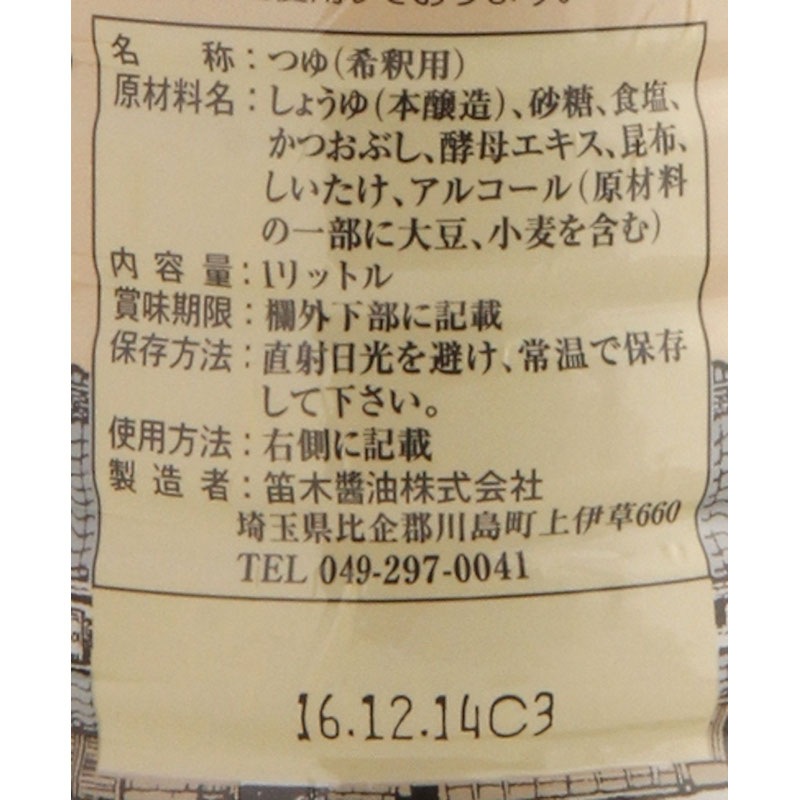 名称：つゆ（希釈用）
原材料名：しょうゆ（本醸造）、砂糖、食塩、
かつおぶし、酵母エキス、昆布、
しいたけ、アルコール（原材料
の一部に大豆、小麦を含む）
内容量：1リットル
賞味期限：欄外下部に記載
保存方法：直射日光を避け、常温で保存
して下さい。
使用方法：右側に記載
製造者：笛木醬油株式会社
埼玉県比企郡川島町上伊草660
TEL 049-297-0041
16.12.14C3